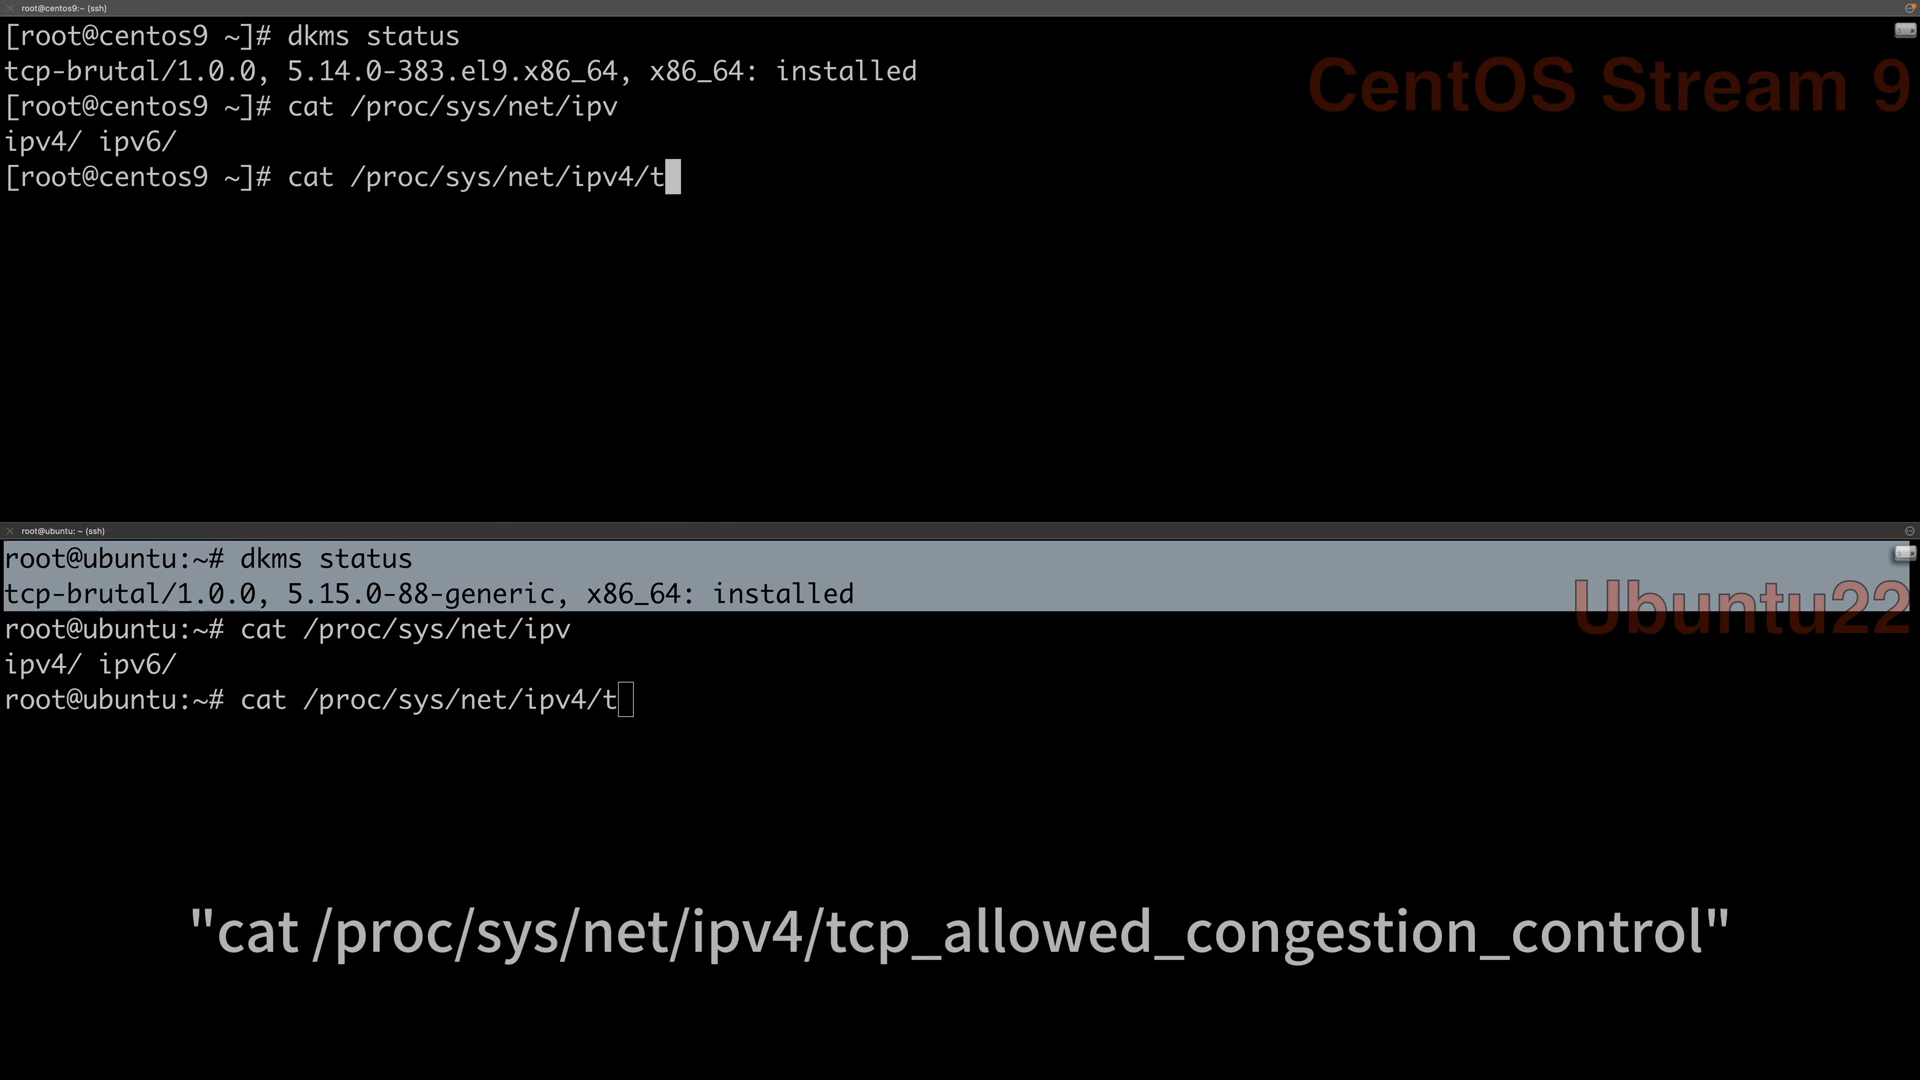 root@centos9:~ (ssh)
[root@centos9 ~]# dkms status
tcp-brutal/1.0.0, 5.14.0-383.el9.x86_64, x86_64: installed
CentOS Stream 9
[root@centos9 ~]# cat /proc/sys/net/ipv
ipv4/ ipv6/
[root@centos9 ~]# cat /proc/sys/net/ipv4/t
root@ubuntu: ~ (ssh)
root@ubuntu:~# dkms status
tcp-brutal/1.0.0, 5.15.0-88-generic, x86_64: installed
Ubuntu22
root@ubuntu:~# cat /proc/sys/net/ipv
ipv4/ ipv6/
root@ubuntu:~# cat /proc/sys/net/ipv4/t
"cat /proc/sys/net/ipv4/tcp_allowed_congestion_control"